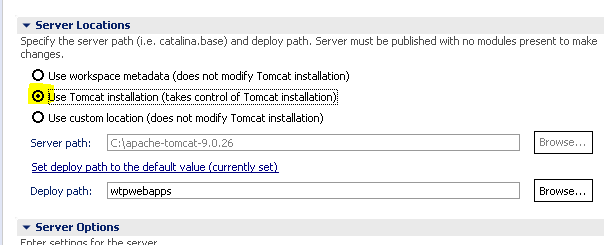 Server Locations
Specify the server path (i.e. catalina.base) and deploy path. Server must be published with no modules present to make
changes.
Use workspace metadata (does not modify Tomcat installation)
Use Tomcat installation (takes control of Tomcat installation)
Use custom location (does not modify Tomcat installation)
Server path: C:\apache-tomcat-9.0.26 Browse...
Set deploy path to the default value (currently set)
Deploy path: wtpwebapps Browse...
Server Options
Enter settings for the server.